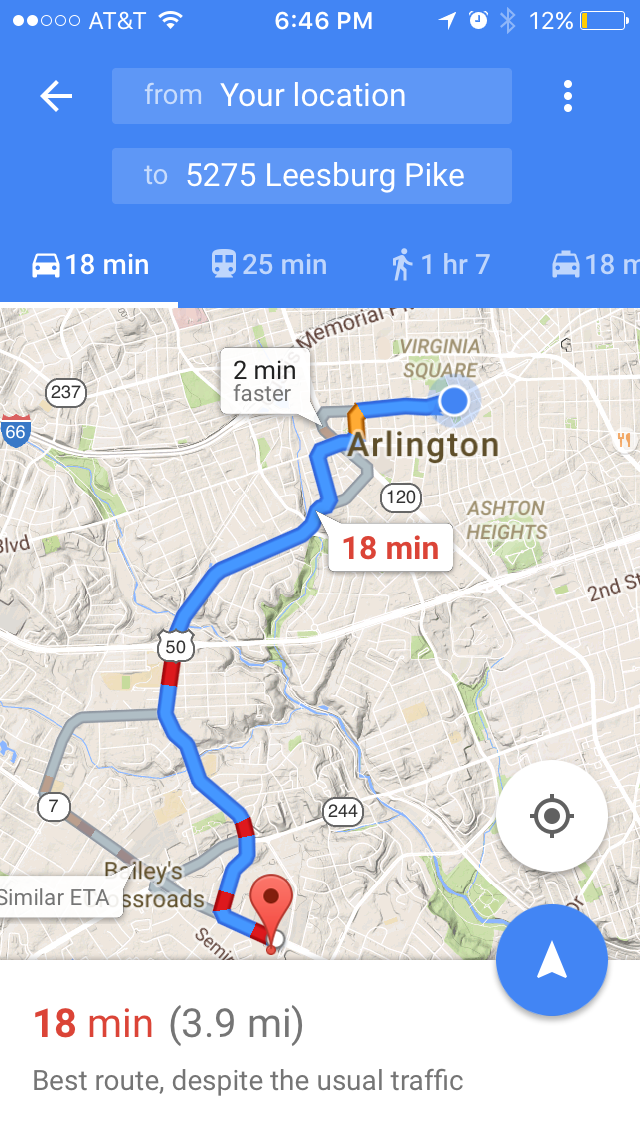 AT&T 6:46 PM 12%
from Your location
to 5275 Leesburg Pike
18 min 25 min 1 hr 7 18 m
Memorial
VIRGINIA
SQUARE
237
2 min
faster
66
Arlington
120
ASHTON
HEIGHTS
Blvd
18 min
2nd St
50
7
244
Bailey's
ssroads
Similar ETA
Semi
18 min (3.9 mi)
Best route, despite the usual traffic